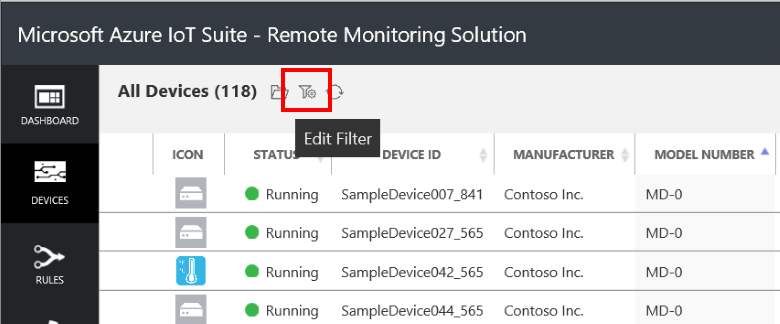 Microsoft Azure IoT Suite - Remote Monitoring Solution
All Devices (118)
Edit Filter
DASHBOARD
DEVICES
RULES
ICON STATUS DEVICE ID MANUFACTURER MODEL NUMBER
Running SampleDevice007_841 Contoso Inc. MD-0
Running SampleDevice027_565 Contoso Inc. MD-0
Running SampleDevice042_565 Contoso Inc. MD-0
Running SampleDevice044_565 Contoso Inc. MD-0